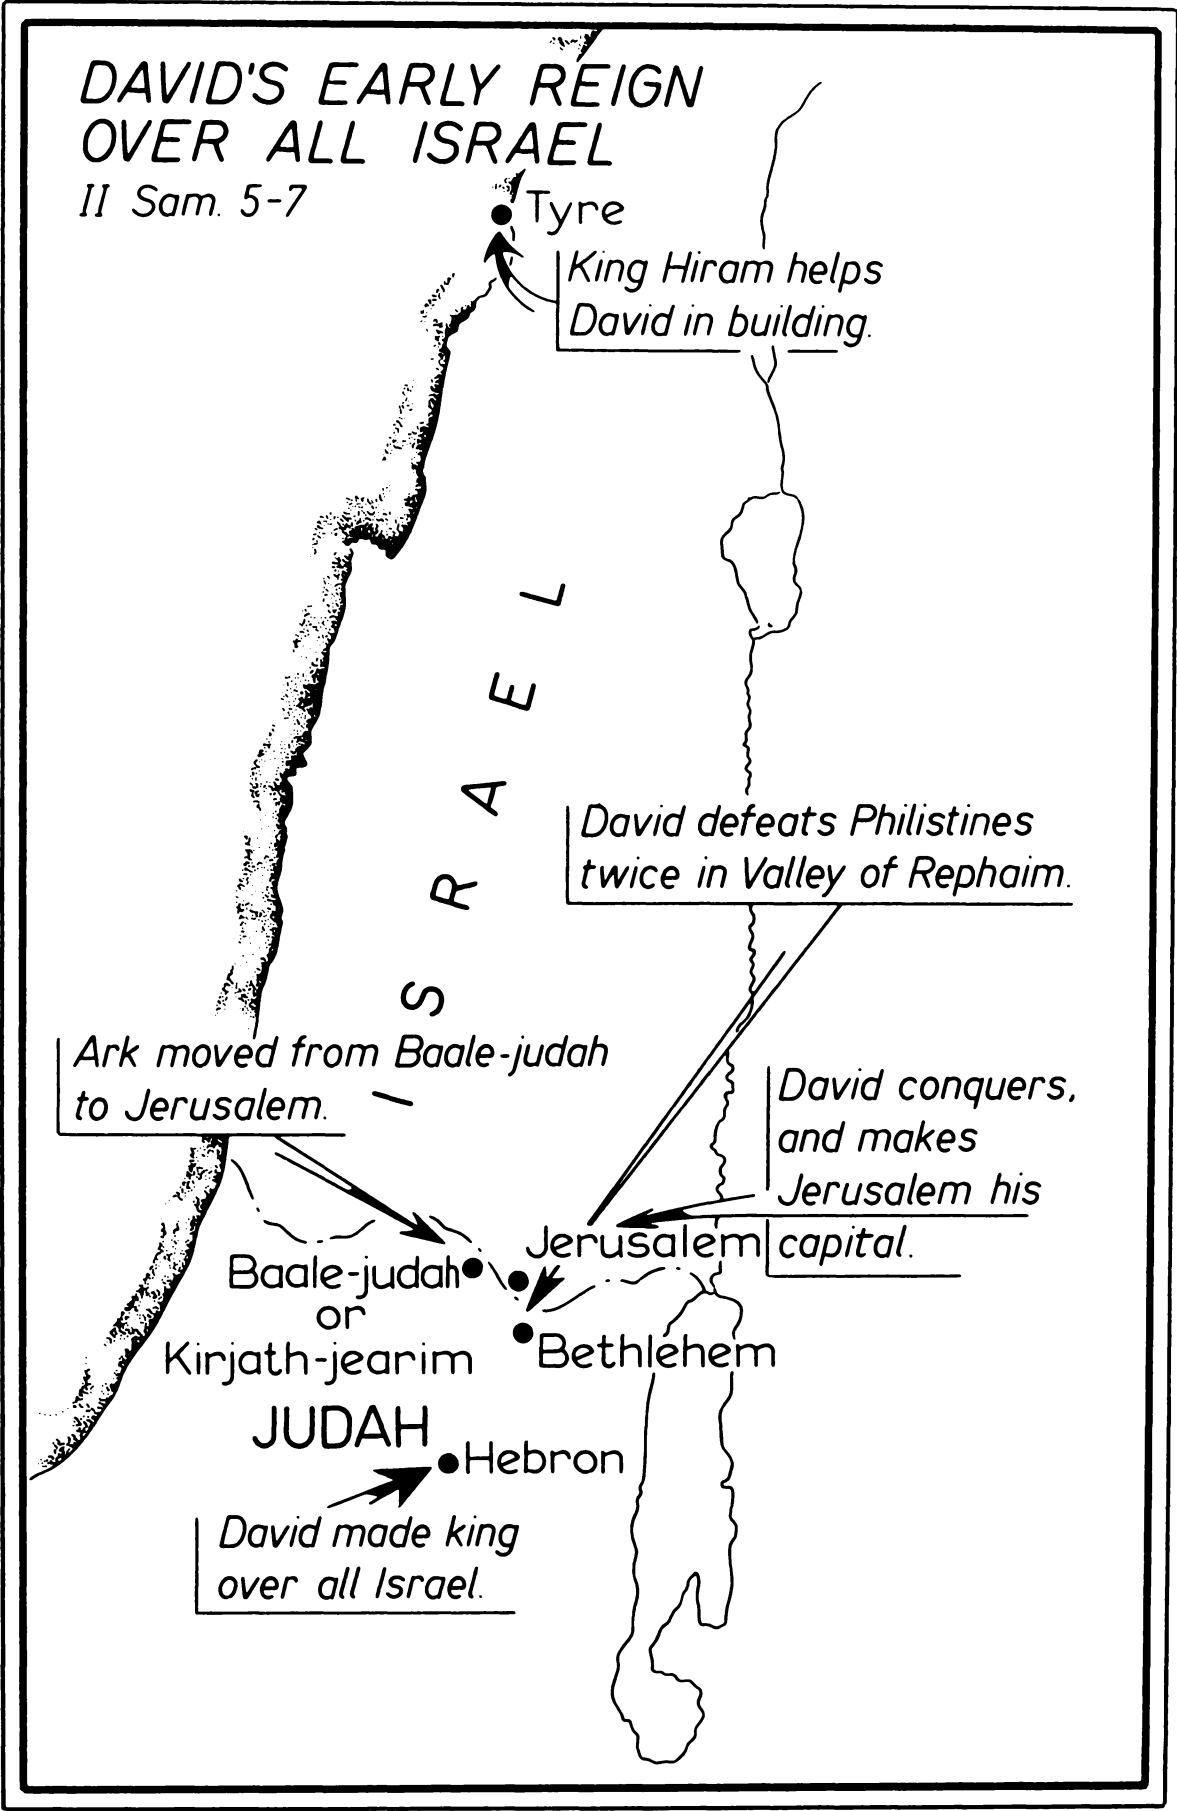 DAVID'S EARLY REIGN
OVER ALL ISRAEL
II Sam. 5-7
Tyre
King Hiram helps
David in building.
ISRAEL
David defeats Philistines
twice in Valley of Rephaim.
Ark moved from Baale-judah
to Jerusalem.
David conquers,
and makes
Jerusalem his
capital.
Jerusalem
Baale-judah
or
Kirjath-jearim
Bethlehem
JUDAH
Hebron
David made king
over all Israel.